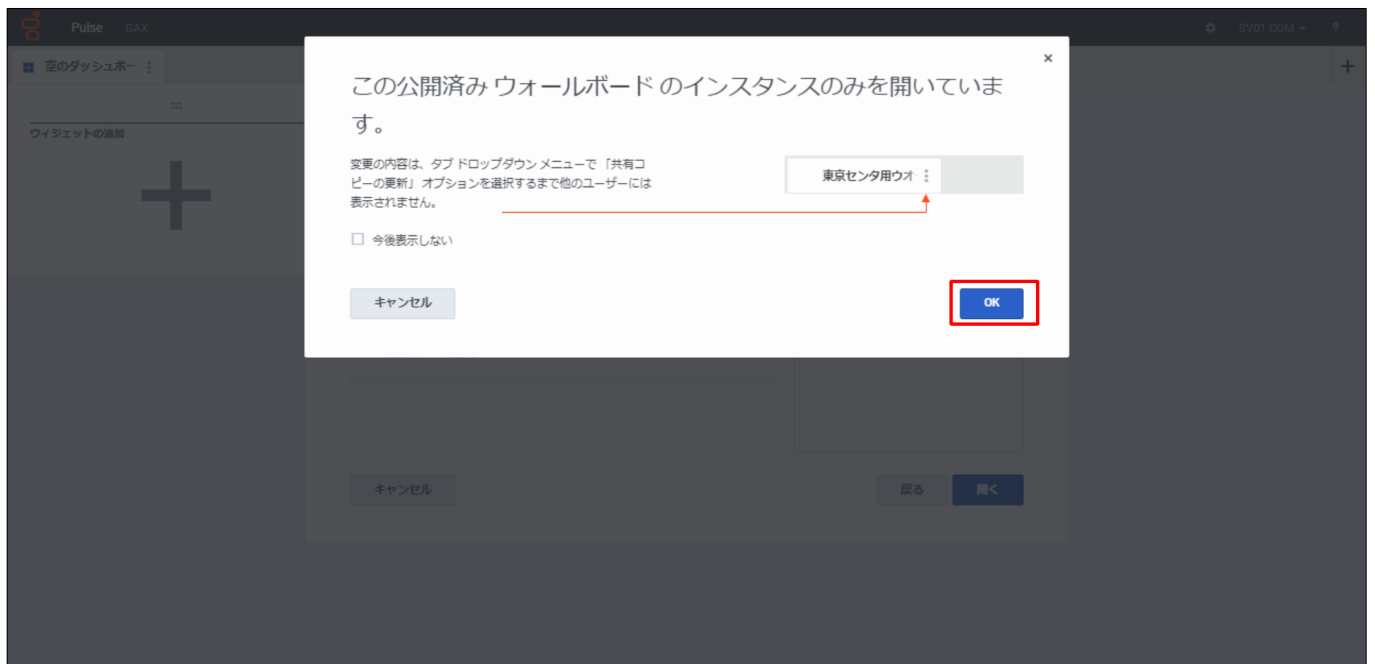 Pulse GAX SV01 COM ?
空のダッシュボー
ウィジェットの追加
この公開済み ウォールボード のインスタンスのみを開いていま
す。
変更の内容は、タブ ドロップダウン メニューで 「共有コ
ピーの更新」 オプションを選択するまで他のユーザーには
表示されません。
東京センタ用ウオ
今後表示しない
キャンセル OK
キャンセル 戻る 開く